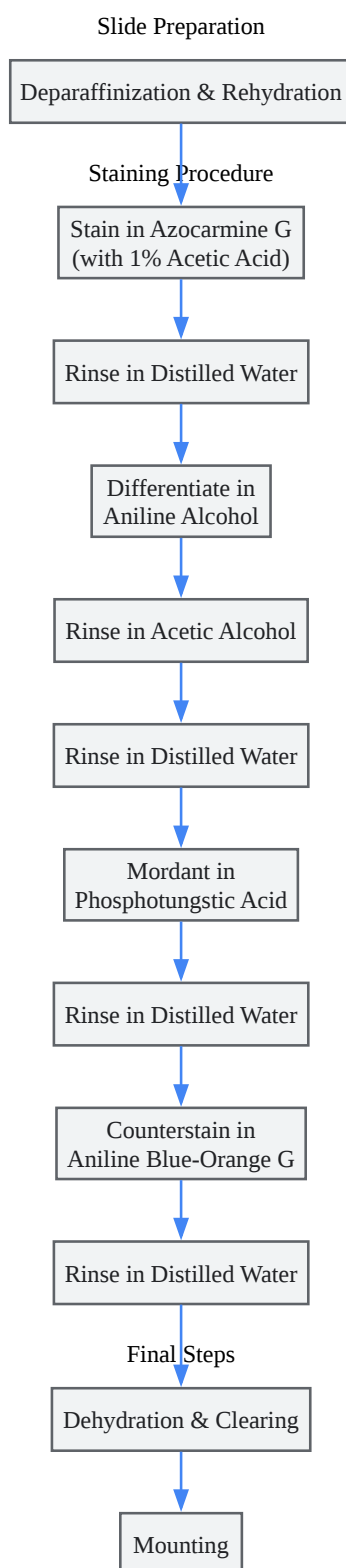 Slide Preparation
Deparaffinization & Rehydration
Staining Procedure
Stain in Azocarmine G
(with 1% Acetic Acid)
Rinse in Distilled Water
Differentiate in
Aniline Alcohol
Rinse in Acetic Alcohol
Rinse in Distilled Water
Mordant in
Phosphotungstic Acid
Rinse in Distilled Water
Counterstain in
Aniline Blue-Orange G
Rinse in Distilled Water
Final Steps
Dehydration & Clearing
Mounting